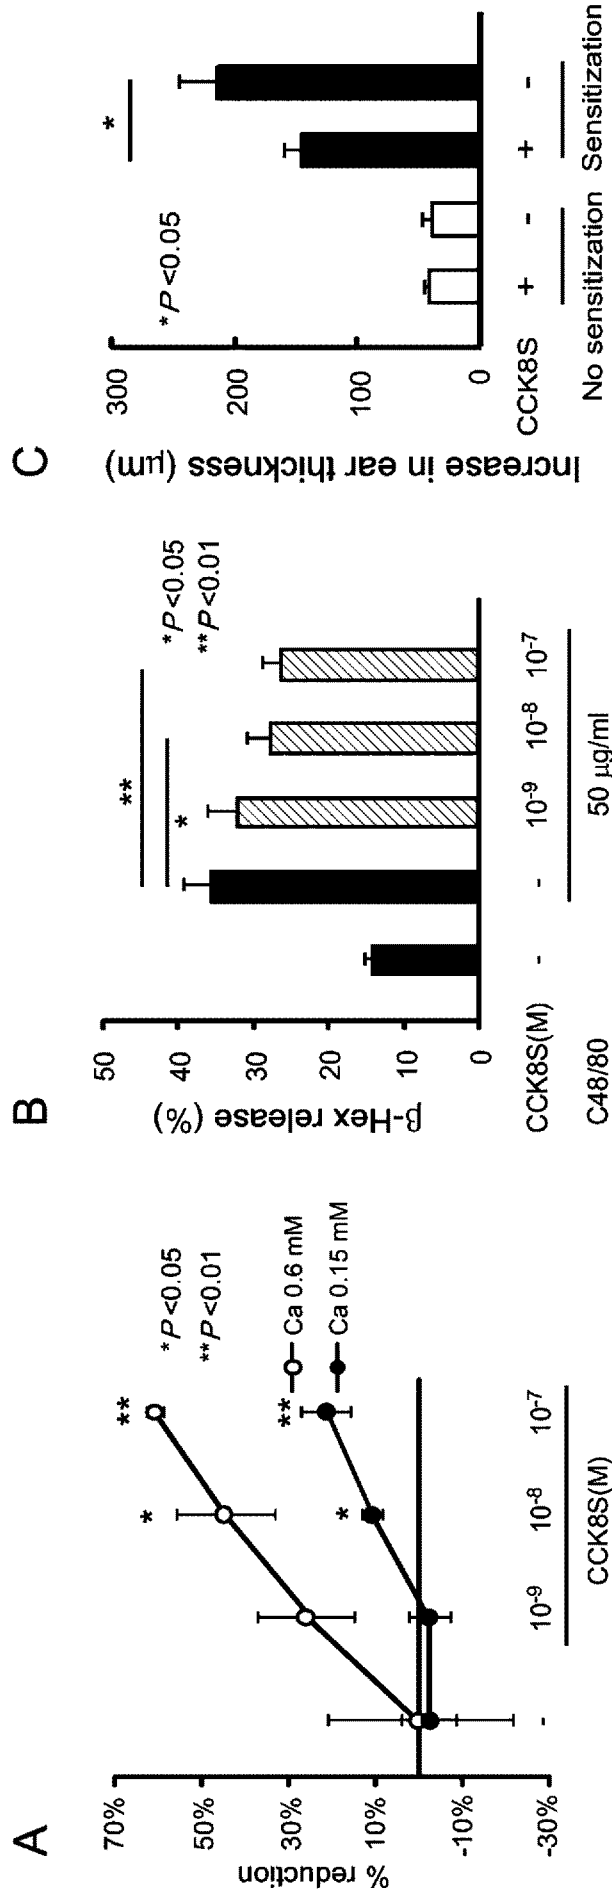 A
70%
50%
30%
10%
-10%
-30%
% reduction
**
*
**
*
*P<0.05
**P<0.01
Ca 0.6 mM
Ca 0.15 mM
- 10-9 10-8 10-7
CCK8S(M)
B
50
40
30
20
10
0
β-Hex release (%)
**
*
*P<0.05
**P<0.01
CCK8S(M) - - 10-9 10-8 10-7
C48/80 50 μg/ml
C
300
200
100
0
Increase in ear thickness (μm)
*
*P<0.05
CCK8S + - + -
No sensitization Sensitization